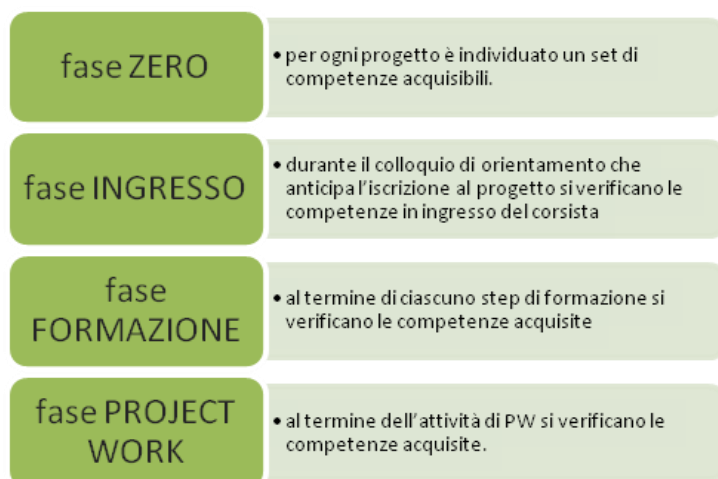 fase ZERO
• per ogni progetto è individuato un set di
competenze acquisibili.
fase INGRESSO
• durante il colloquio di orientamento che
anticipa l'iscrizione al progetto si verificano le
competenze in ingresso del corsista
fase
FORMAZIONE
• al termine di ciascuno step di formazione si
verificano le competenze acquisite
fase PROJECT
WORK
• al termine dell'attività di PW si verificano le
competenze acquisite.